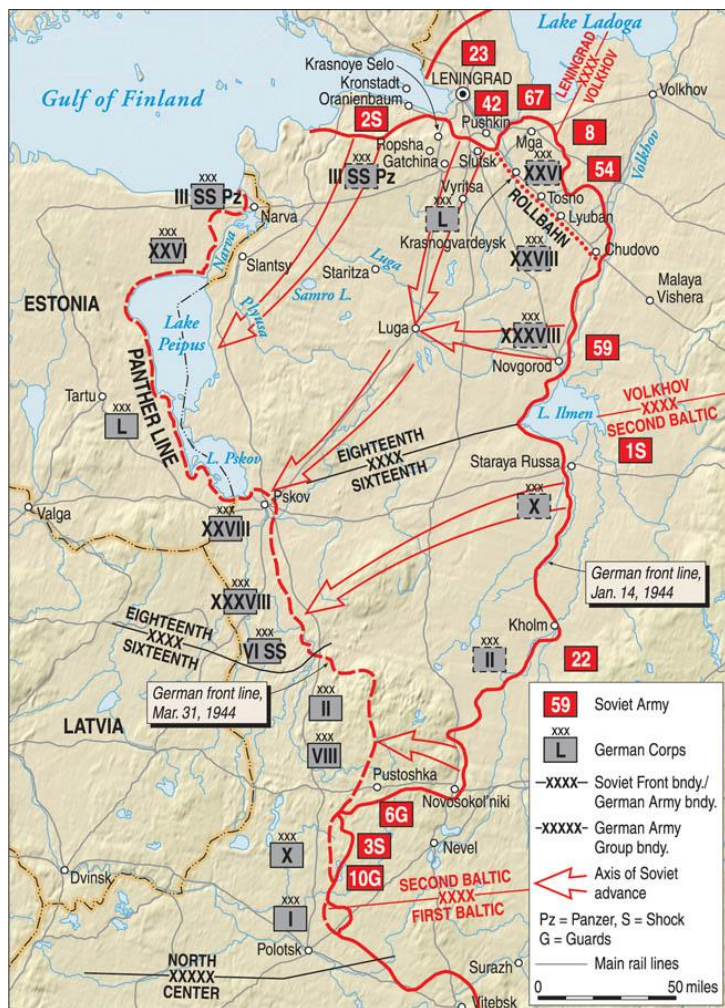 Lake Ladoga
23
Krasnoye Selo
Kronstadt
Oranienbaum
LENINGRAD
LENINGRAD
XXXX
VOLKHOV
Gulf of Finland
2S
42
67
Volkhov
Pushkin
Mga
8
Ropsha
Gatchina
Slutsk
Volkhov
xxx
III SS Pz
xxx
XXVI
54
xxx
III SS Pz
Vyritsa
Tosno
Narva
xxx
L
ROLLBAHN
Lyuban
xxx
XXVI
Narva
Krasnogvardeysk
xxx
XXVIII
Chudovo
Slantsy
Staritza
Luga
Malaya
Vishera
ESTONIA
Samro L.
Plyusa
Lake
Peipus
Luga
xxx
XXXVIII
59
Novgorod
PANTHER LINE
Tartu
VOLKHOV
XXXX
SECOND BALTIC
L. Ilmen
xxx
L
EIGHTEENTH
XXXX
SIXTEENTH
1S
L. Pskov
Staraya Russa
Pskov
xxx
X
Valga
xxx
XXVIII
German front line,
Jan. 14, 1944
xxx
XXXVIII
EIGHTEENTH
XXXX
SIXTEENTH
xxx
VI SS
Kholm
xxx
II
22
German front line,
Mar. 31, 1944
xxx
II
LATVIA
xxx
VIII
Pustoshka
Novosokol'niki
6G
xxx
X
3S
Nevel
10G
Dvinsk
SECOND BALTIC
XXXX
FIRST BALTIC
xxx
I
Polotsk
NORTH
XXXXX
CENTER
Surazh
Vitebsk
59
Soviet Army
xxx
L
German Corps
XXXX
Soviet Front bndy./
German Army bndy.
XXXXX
German Army
Group bndy.
Axis of Soviet
advance
Pz = Panzer, S = Shock
G = Guards
Main rail lines
0
50 miles